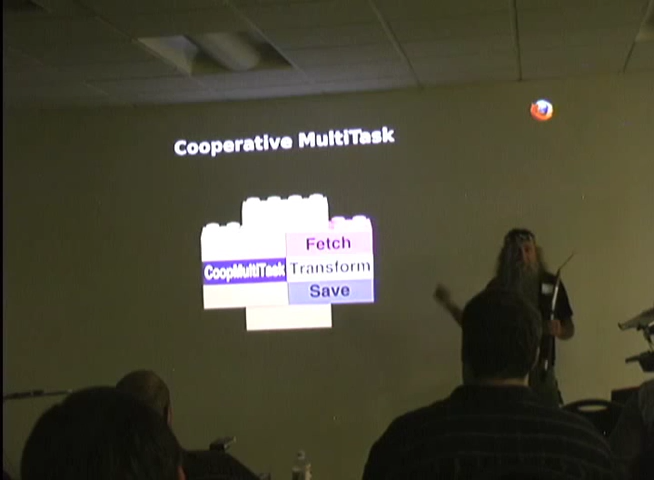 Cooperative MultiTask
Fetch
CoopMultiTask
Transform
Save